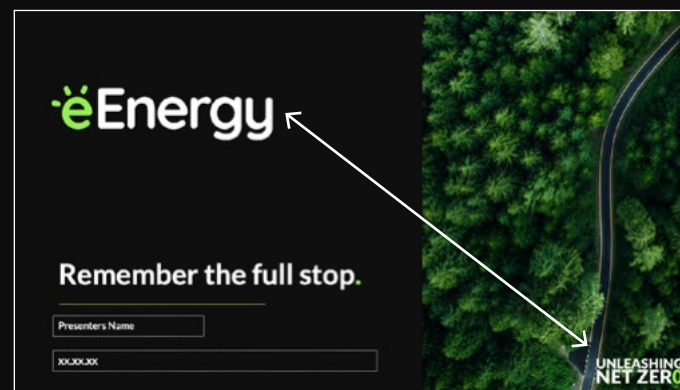 eEnergy
Remember the full stop.
Presenters Name
xx.xx.xx
UNLEASHING
NET ZERO